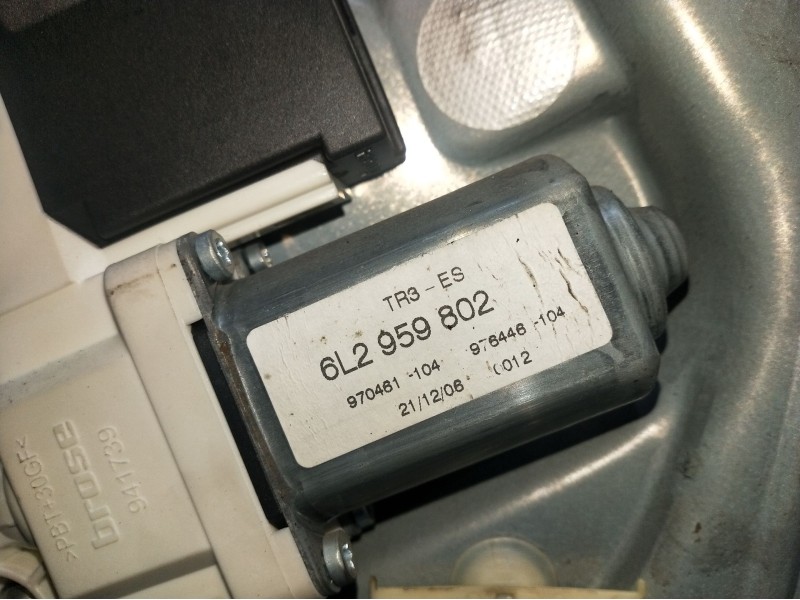 TR3 - ES
6L2 959 802
970461 -104 976446 -104
21/12/06 0012
brose
941739
>PBT+30GF<